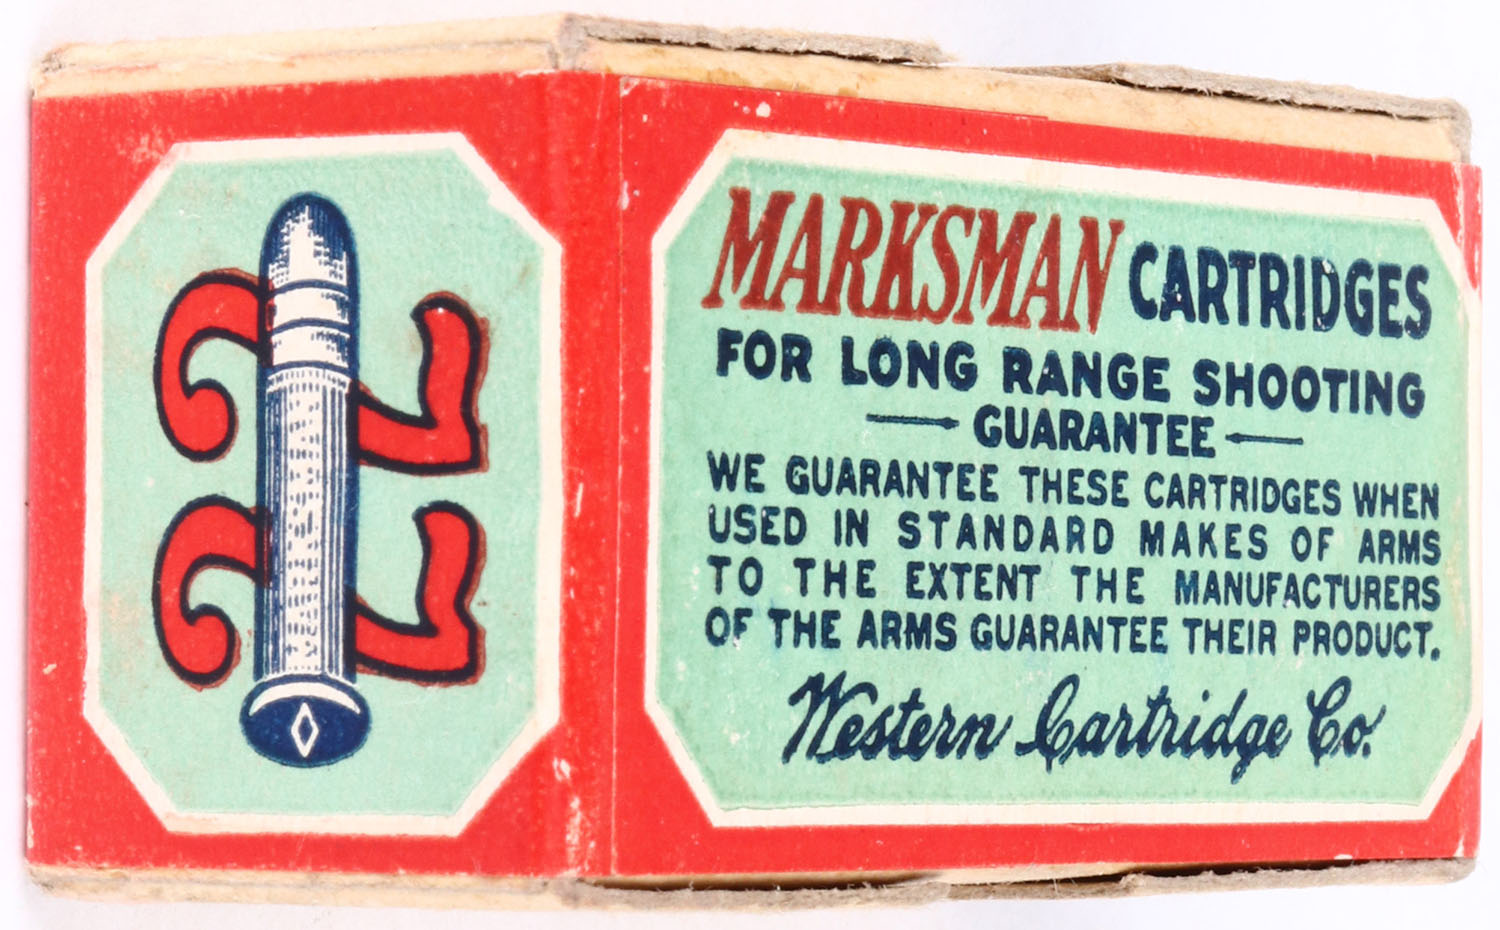 22
MARKSMAN CARTRIDGES
FOR LONG RANGE SHOOTING
GUARANTEE
WE GUARANTEE THESE CARTRIDGES WHEN
USED IN STANDARD MAKES OF ARMS
TO THE EXTENT THE MANUFACTURERS
OF THE ARMS GUARANTEE THEIR PRODUCT.
Western Cartridge Co.